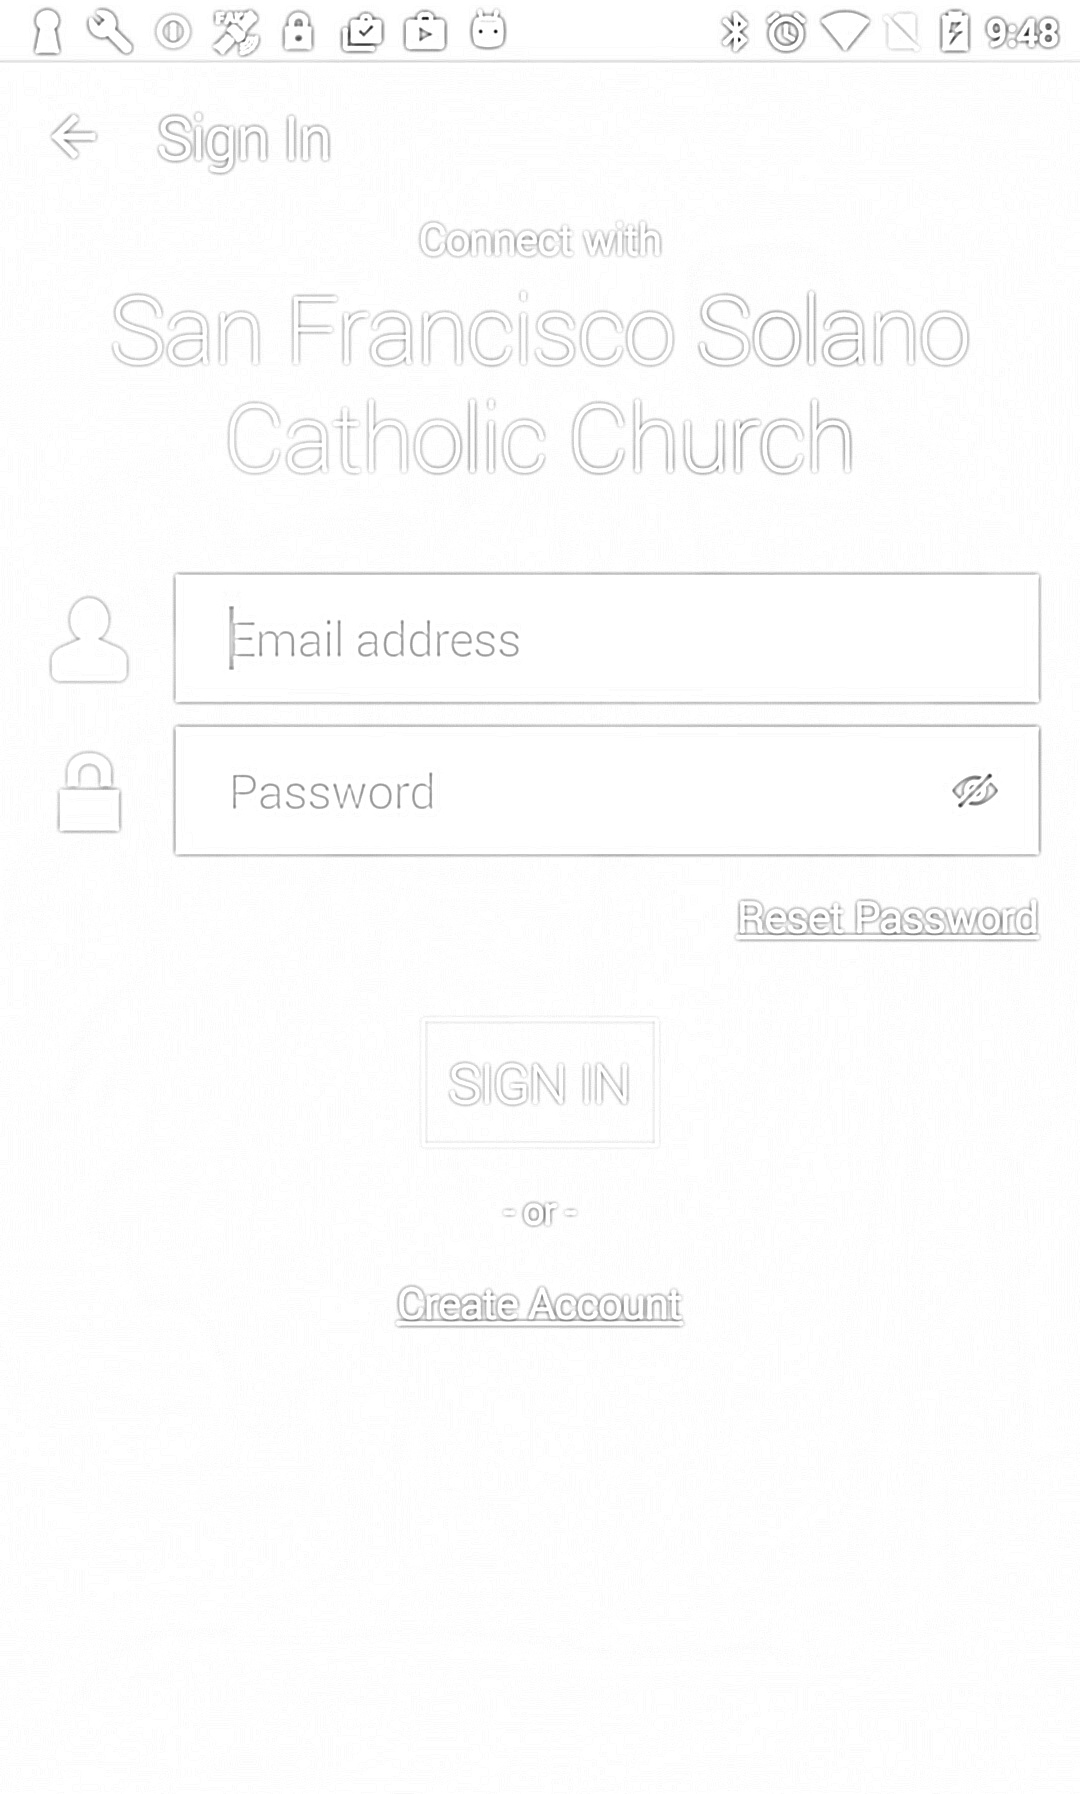 FAV
9:48
Sign In
Connect with
San Francisco Solano
Catholic Church
Email address
Password
Reset Password
SIGN IN
- or -
Create Account